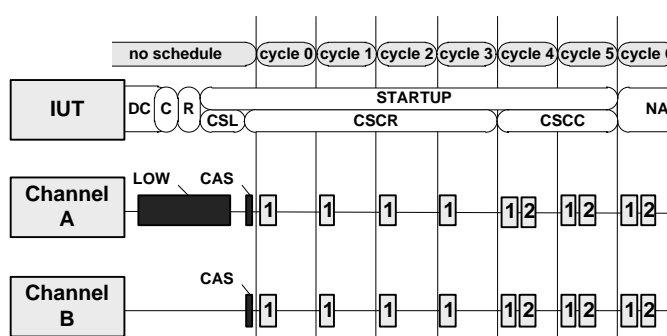 no schedule cycle 0 cycle 1 cycle 2 cycle 3 cycle 4 cycle 5 cycle
IUT DC C R STARTUP NA
CSL CSCR CSCC
LOW CAS
Channel A 1 1 1 1 1 2 1 2 1 2
CAS
Channel B 1 1 1 1 1 2 1 2 1 2